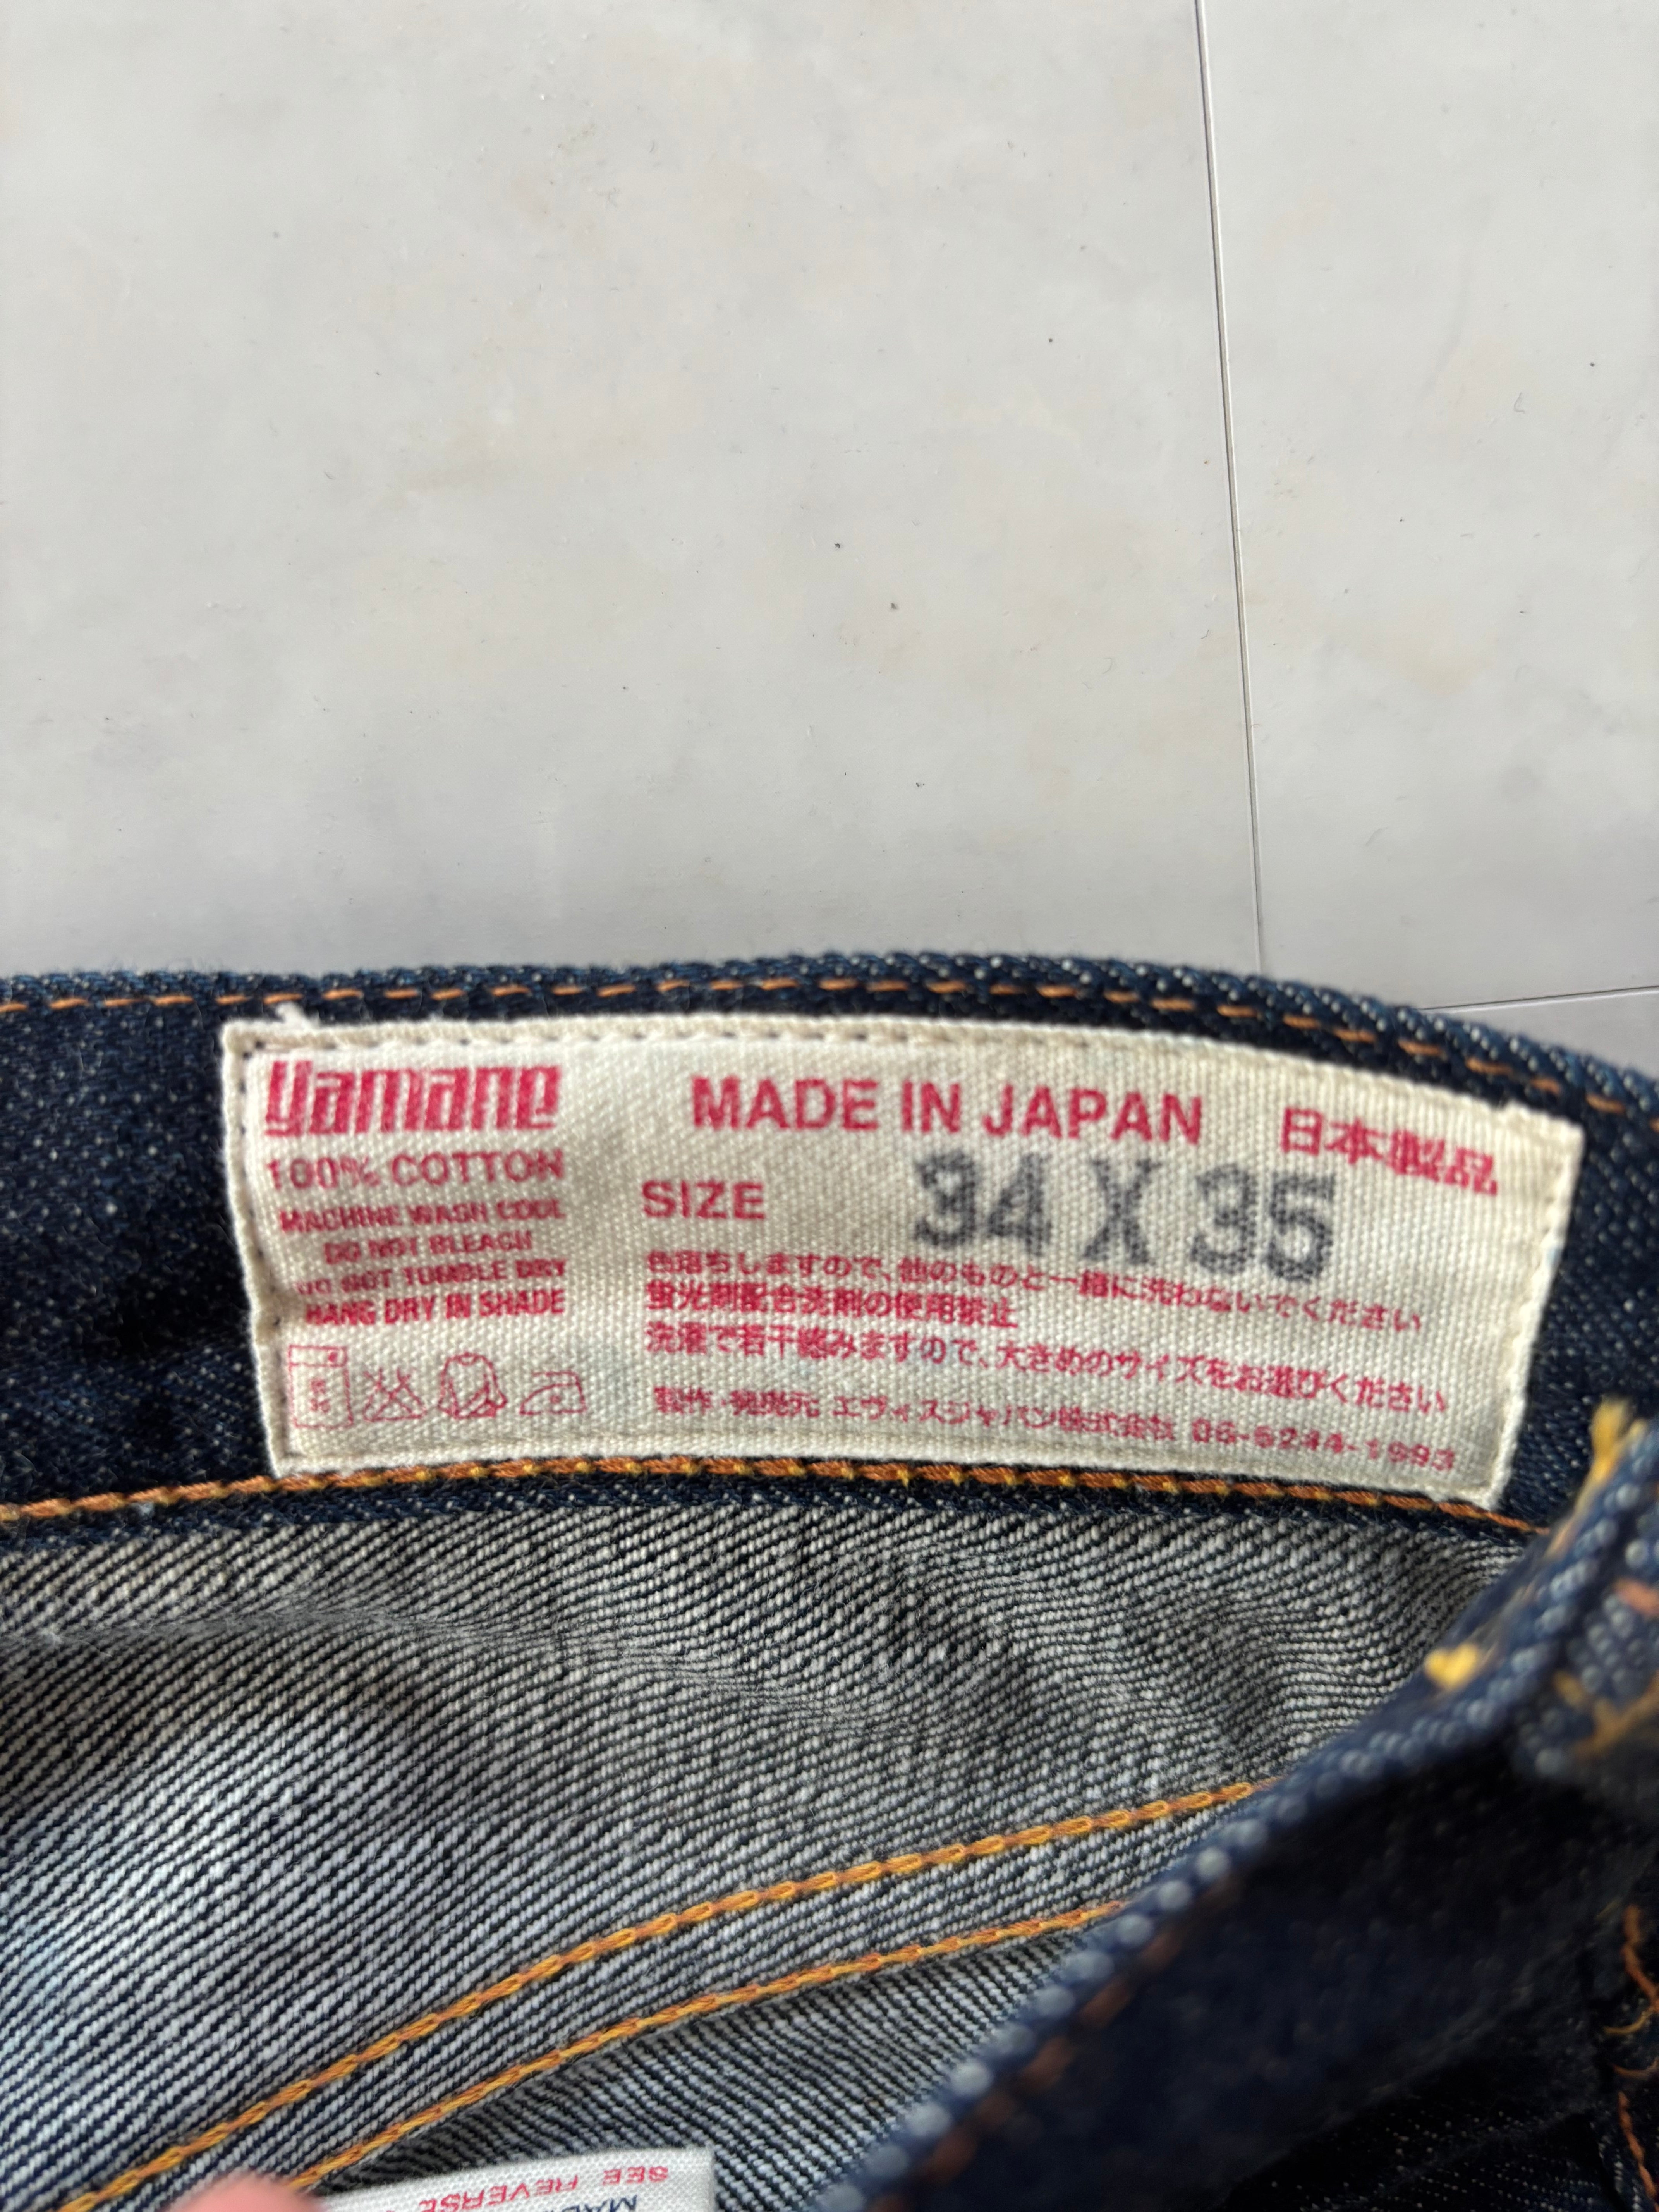 yamane
100% COTTON
MACHINE WASH COOL
DO NOT BLEACH
DO NOT TUMBLE DRY
HANG DRY IN SHADE
MADE IN JAPAN 日本製品
SIZE 34 X 35
色落ちしますので、他のものと一緒に洗わないでください
蛍光剤配合洗剤の使用禁止
洗濯で若干縮みますので、大きめのサイズをお選びください
製作・発売元 エヴィスジャパン株式会社 06-6244-1993
SEE REVERSE